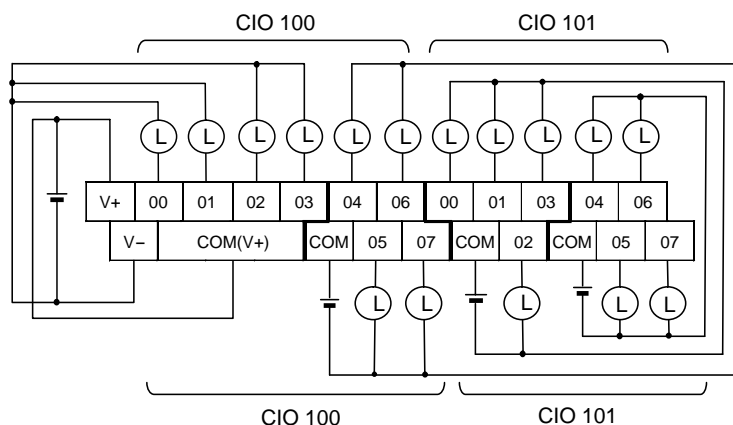 CIO 100 CIO 101
L L L L L L L L L L L
V+ 00 01 02 03 04 06 00 01 03 04 06
V− COM(V+) COM 05 07 COM 02 COM 05 07
L L L L L
CIO 100 CIO 101